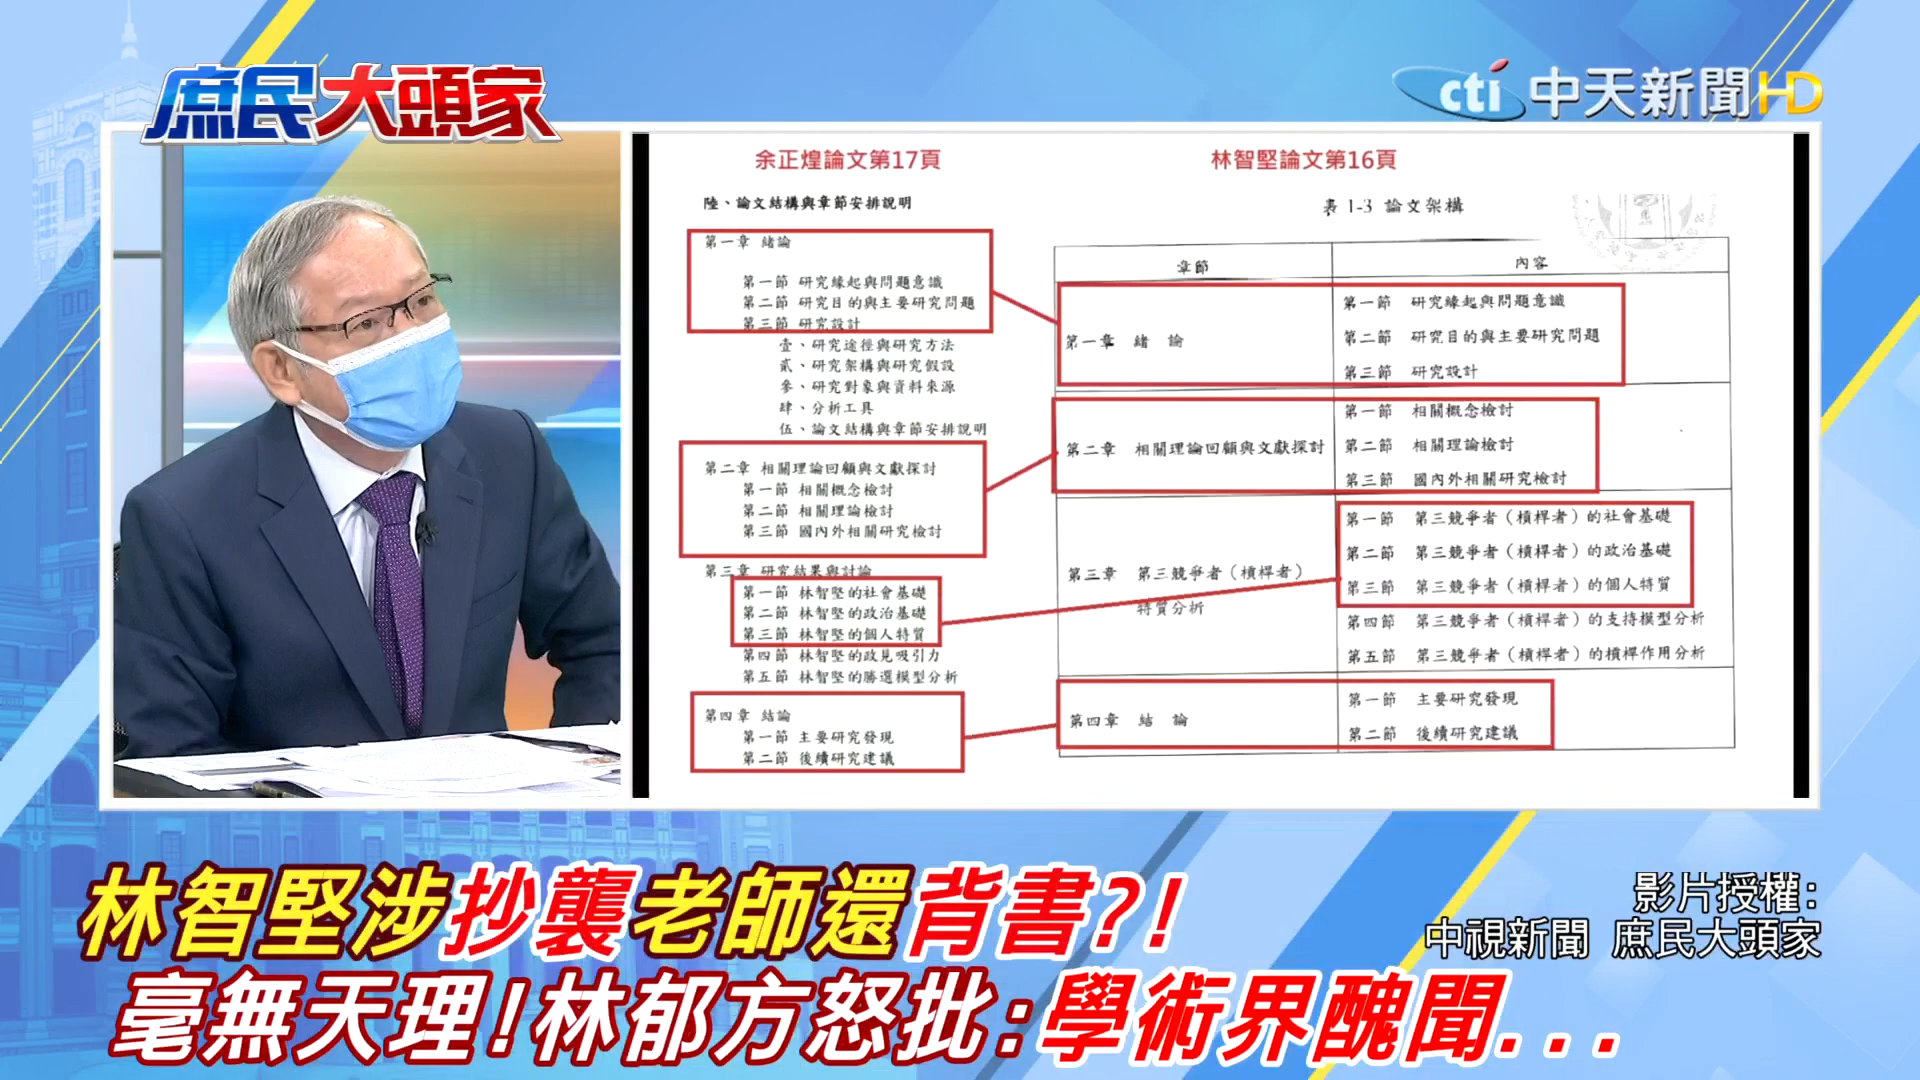 庶民大頭家
cti 中天新聞HD
余正煌論文第17頁
陸、論文結構與章節安排說明
第一章 緒論
第一節 研究緣起與問題意識
第二節 研究目的與主要研究問題
第三節 研究設計
壹、研究途徑與研究方法
貳、研究架構與研究假設
參、研究對象與資料來源
肆、分析工具
伍、論文結構與章節安排說明
第二章 相關理論回顧與文獻探討
第一節 相關概念檢討
第二節 相關理論檢討
第三節 國內外相關研究檢討
第三章 研究結果與討論
第一節 林智堅的社會基礎
第二節 林智堅的政治基礎
第三節 林智堅的個人特質
第四節 林智堅的政見吸引力
第五節 林智堅的勝選模型分析
第四章 結論
第一節 主要研究發現
第二節 後續研究建議
林智堅論文第16頁
表 1-3 論文架構
章節 內容
第一章 緒 論
第一節 研究緣起與問題意識
第二節 研究目的與主要研究問題
第三節 研究設計
第二章 相關理論回顧與文獻探討
第一節 相關概念檢討
第二節 相關理論檢討
第三節 國內外相關研究檢討
第三章 第三競爭者（槓桿者）
特質分析
第一節 第三競爭者（槓桿者）的社會基礎
第二節 第三競爭者（槓桿者）的政治基礎
第三節 第三競爭者（槓桿者）的個人特質
第四節 第三競爭者（槓桿者）的支持模型分析
第五節 第三競爭者（槓桿者）的槓桿作用分析
第四章 結 論
第一節 主要研究發現
第二節 後續研究建議
林智堅涉抄襲老師還背書?!
毫無天理!林郁方怒批:學術界醜聞...
影片授權:
中視新聞 庶民大頭家